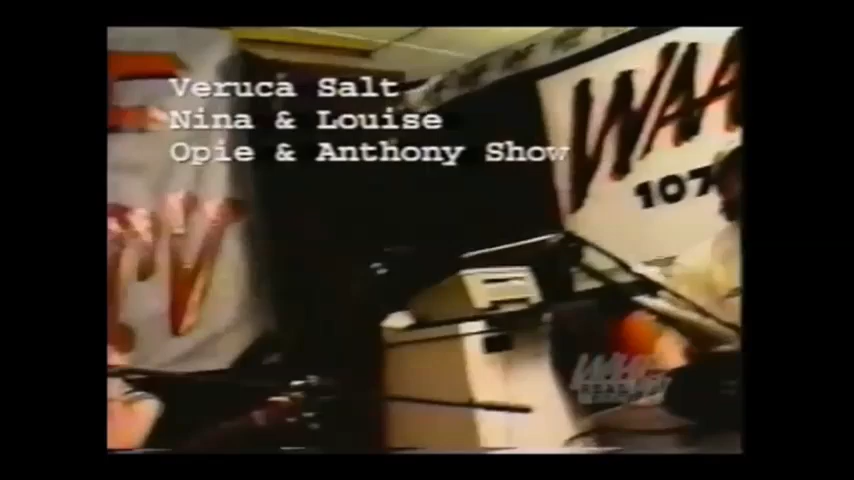 Veruca Salt
Nina & Louise
Opie & Anthony Show
WAA
107